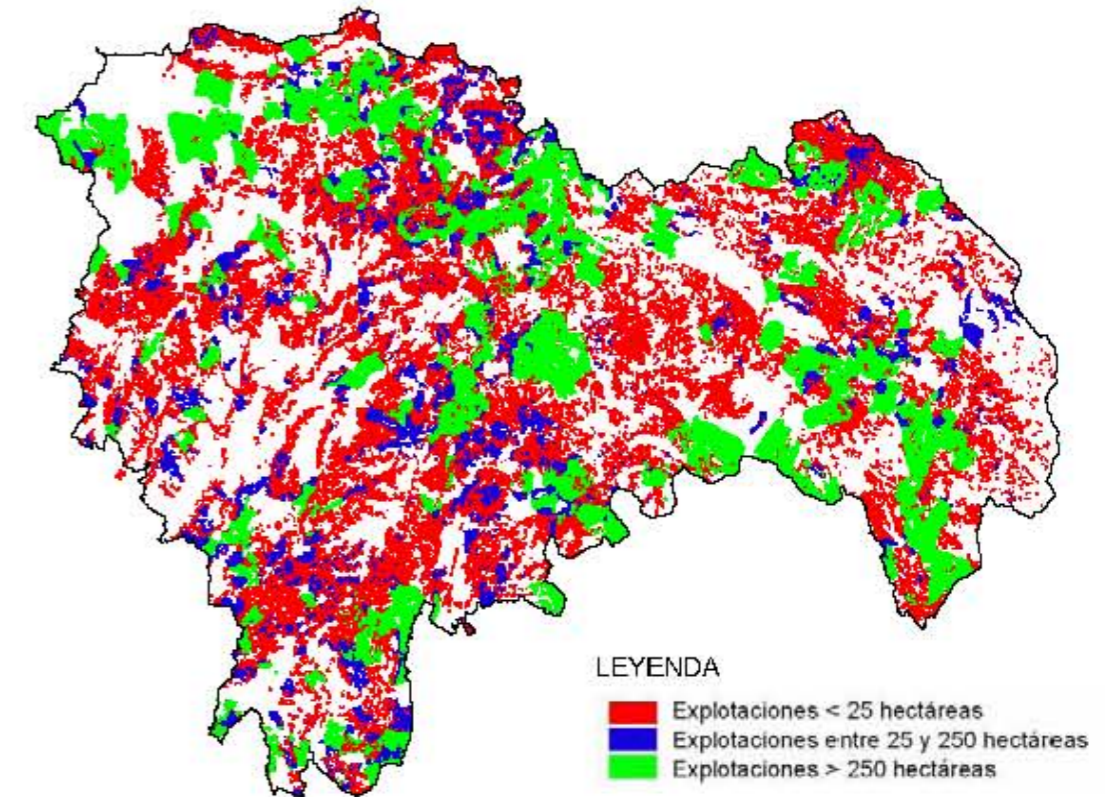 LEYENDA
Explotaciones < 25 hectáreas
Explotaciones entre 25 y 250 hectáreas
Explotaciones > 250 hectáreas